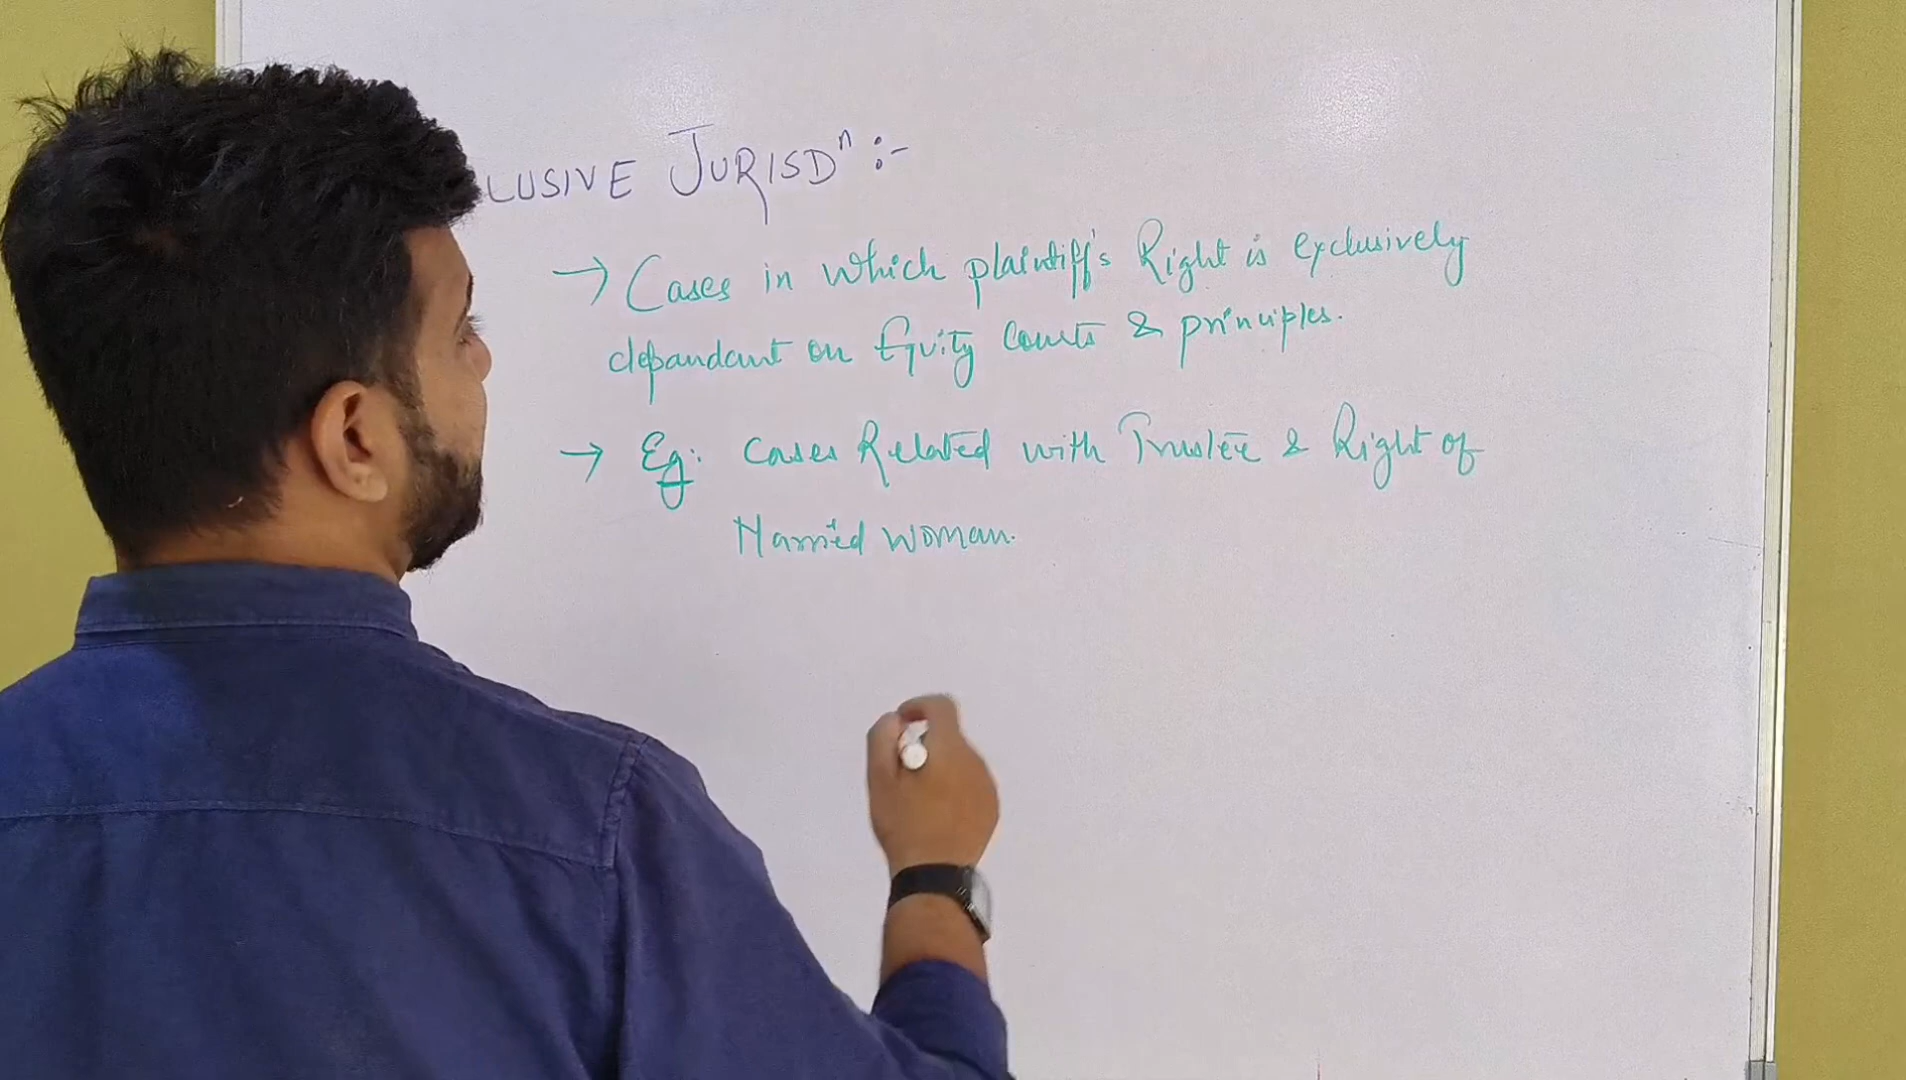 LUSIVE JURISDⁿ :-
→ Cases in which plaintiff's Right is exclusively
depandant on Equity Courts & principles.
→ Eg: Cases Related with Trustee & Right of
Married woman.